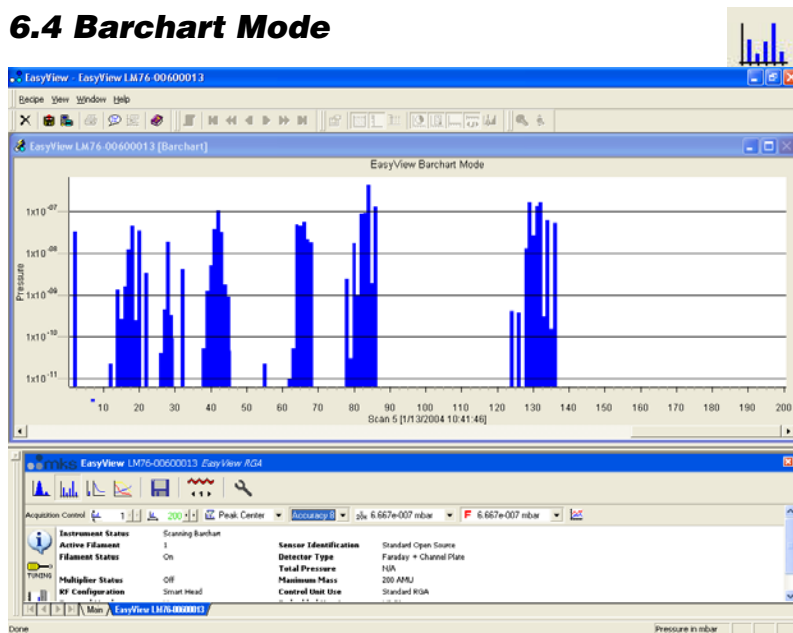 6.4 Barchart Mode
EasyView - EasyView LM76-00600013
Recipe View Window Help
EasyView LM76-00600013 [Barchart]
EasyView Barchart Mode
1x10 -07
1x10 -08
Pressure
1x10 -09
1x10 -10
1x10 -11
10 20 30 40 50 60 70 80 90 100 110 120 130 140 150 160 170 180 190 200
Scan 5 [1/13/2004 10:41:46]
mks EasyView LM76-00600013 EasyView RGA
Acquisition Control 1 200 Peak Center Accuracy 8 6.667e-007 mbar F 6.667e-007 mbar
Instrument Status Scanning Barchart
Active Filament 1 Sensor Identification Standard Open Source
Filament Status On Detector Type Faraday + Channel Plate
Total Pressure N/A
TUNING
Multiplier Status Off Maximum Mass 200 AMU
RF Configuration Smart Head Control Unit Use Standard RGA
Main EasyView LM76-00600013
Done Pressure in mbar